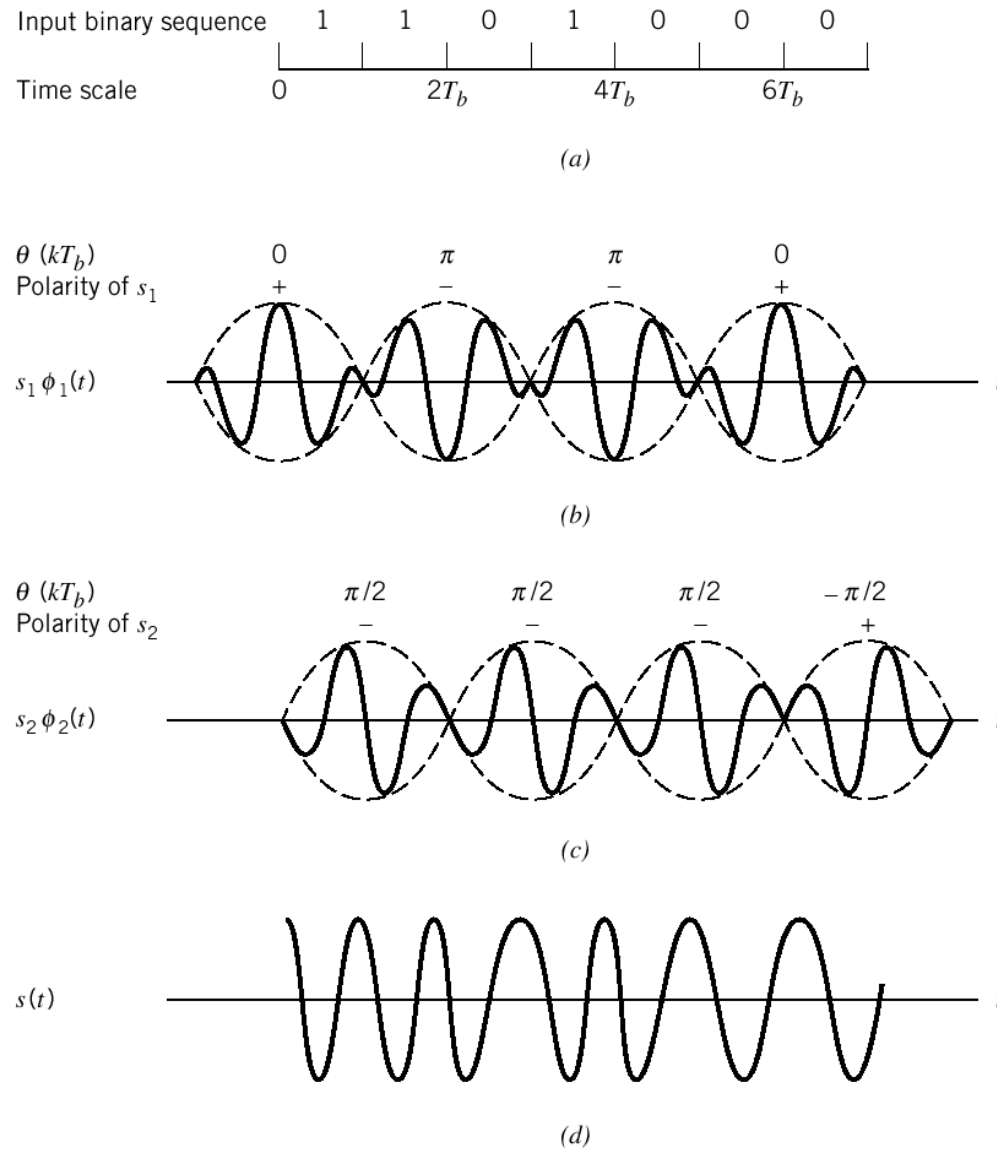 Input binary sequence 1 1 0 1 0 0 0
Time scale 0 2T_b 4T_b 6T_b
(a)
θ (kT_b) 0 π π 0
Polarity of s_1 + − − +
s_1 ϕ_1(t)
(b)
θ (kT_b) π/2 π/2 π/2 − π/2
Polarity of s_2 − − − +
s_2 ϕ_2(t)
(c)
s(t)
(d)